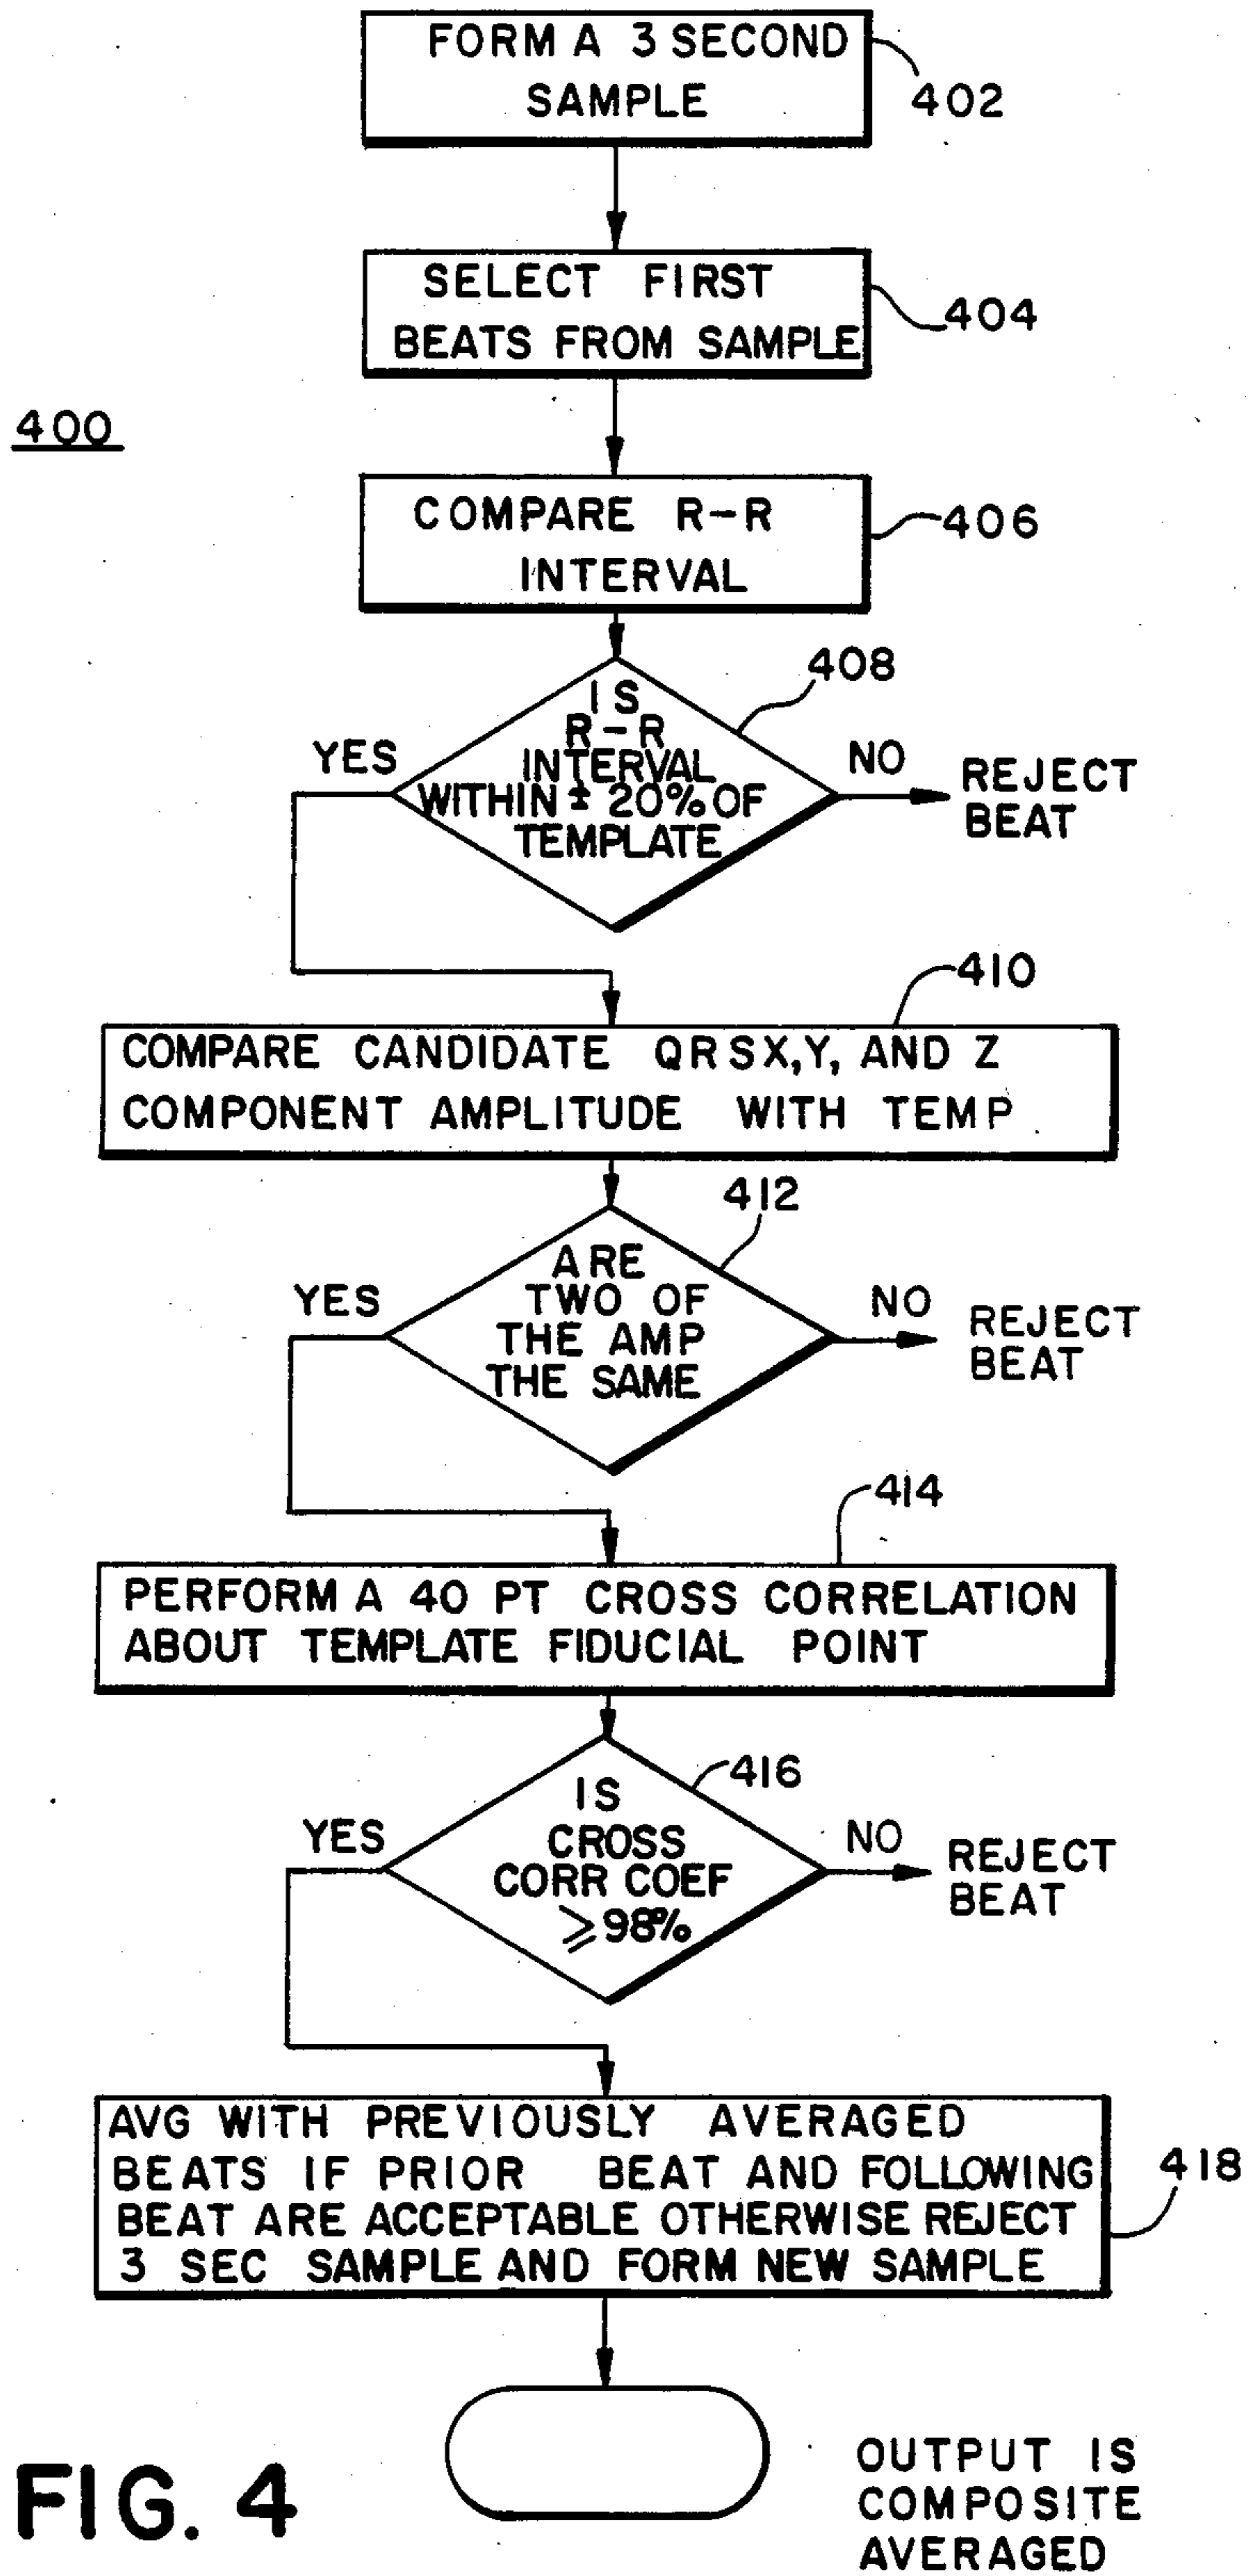 FORM A 3 SECOND
SAMPLE
402
SELECT FIRST
BEATS FROM SAMPLE
404
400
COMPARE R-R
INTERVAL
406
408
IS
R-R
INTERVAL
WITHIN ± 20% OF
TEMPLATE
YES
NO
REJECT
BEAT
410
COMPARE CANDIDATE QRSX,Y, AND Z
COMPONENT AMPLITUDE WITH TEMP
412
ARE
TWO OF
THE AMP
THE SAME
YES
NO
REJECT
BEAT
414
PERFORM A 40 PT CROSS CORRELATION
ABOUT TEMPLATE FIDUCIAL POINT
416
IS
CROSS
CORR COEF
≥98%
YES
NO
REJECT
BEAT
AVG WITH PREVIOUSLY AVERAGED
BEATS IF PRIOR BEAT AND FOLLOWING
BEAT ARE ACCEPTABLE OTHERWISE REJECT
3 SEC SAMPLE AND FORM NEW SAMPLE
418
FIG. 4
OUTPUT IS
COMPOSITE
AVERAGED